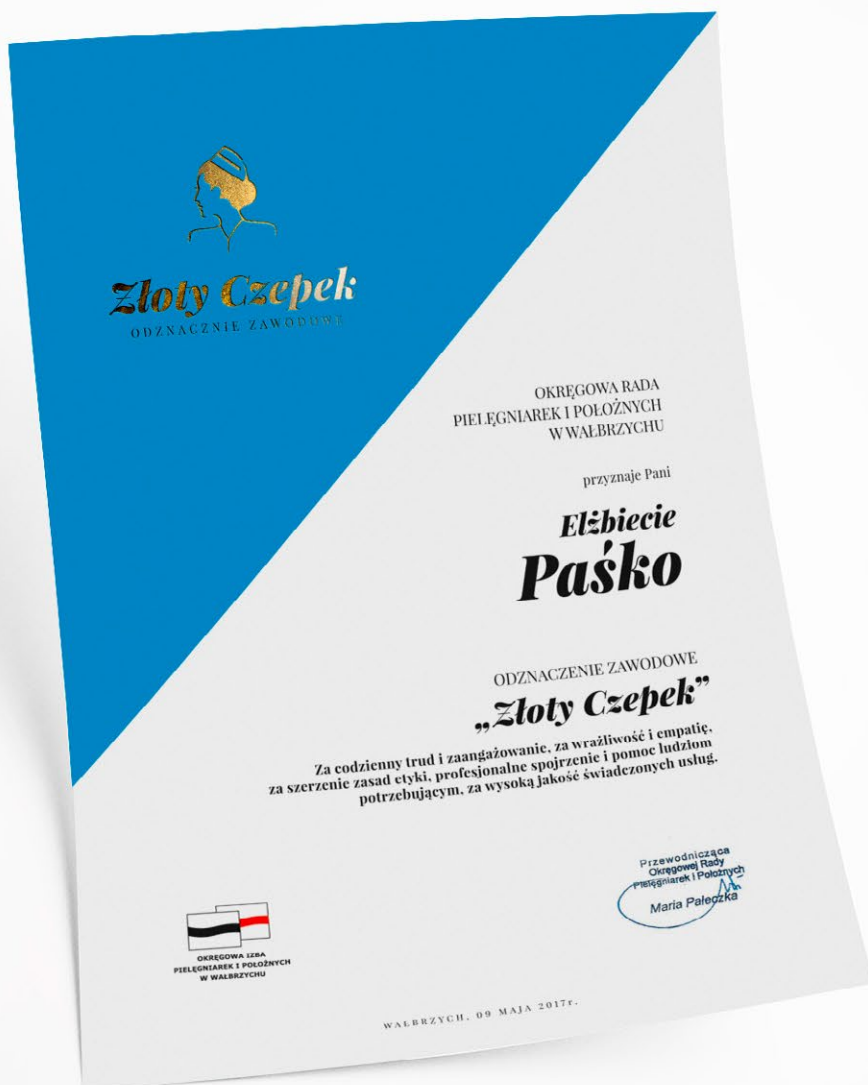 Złoty Czepek
ODZNACZNIE ZAWODOWE
OKRĘGOWA RADA
PIELĘGNIAREK I POŁOŻNYCH
W WAŁBRZYCHU
przyznaje Pani
Elżbiecie
Paśko
ODZNACZENIE ZAWODOWE
„Złoty Czepek”
Za codzienny trud i zaangażowanie, za wrażliwość i empatię,
za szerzenie zasad etyki, profesjonalne spojrzenie i pomoc ludziom
potrzebującym, za wysoką jakość świadczonych usług.
Przewodnicząca
Okręgowej Rady
Pielęgniarek i Położnych
Maria Pałeczka
OKRĘGOWA IZBA
PIELĘGNIAREK I POŁOŻNYCH
W WAŁBRZYCHU
WAŁBRZYCH, 09 MAJA 2017r.